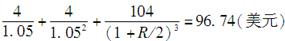 4/1.05 + 4/1.05² + 104/(1+R/2)³ = 96.74(美元)